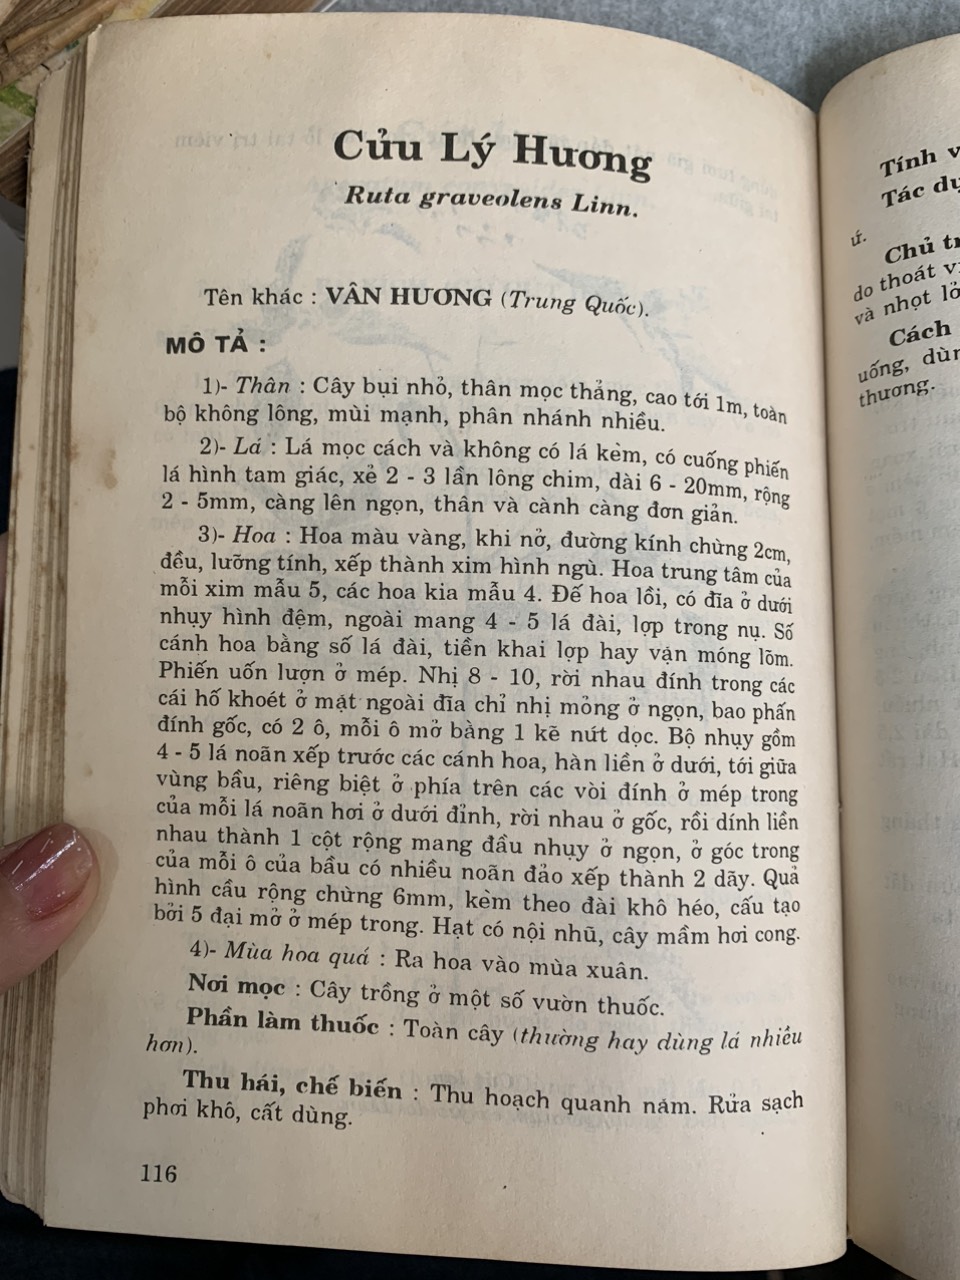 Cửu Lý Hương
Ruta graveolens Linn.
Tên khác : VÂN HƯƠNG (Trung Quốc).
MÔ TẢ :
1)- Thân : Cây bụi nhỏ, thân mọc thẳng, cao tới 1m, toàn
bộ không lông, mùi mạnh, phân nhánh nhiều.
2)- Lá : Lá mọc cách và không có lá kèm, có cuống phiến
lá hình tam giác, xẻ 2 - 3 lần lông chim, dài 6 - 20mm, rộng
2 - 5mm, càng lên ngọn, thân và cành càng đơn giản.
3)- Hoa : Hoa màu vàng, khi nở, đường kính chừng 2cm,
đều, lưỡng tính, xếp thành xim hình ngù. Hoa trung tâm của
mỗi xim mẫu 5, các hoa kia mẫu 4. Đế hoa lồi, có đĩa ở dưới
nhụy hình đệm, ngoài mang 4 - 5 lá đài, lợp trong nụ. Số
cánh hoa bằng số lá đài, tiền khai lợp hay vặn móng lõm.
Phiến uốn lượn ở mép. Nhị 8 - 10, rời nhau đính trong các
cái hố khoét ở mặt ngoài đĩa chỉ nhị mỏng ở ngọn, bao phấn
đính gốc, có 2 ô, mỗi ô mở bằng 1 kẽ nứt dọc. Bộ nhụy gồm
4 - 5 lá noãn xếp trước các cánh hoa, hàn liền ở dưới, tới giữa
vùng bầu, riêng biệt ở phía trên các vòi đính ở mép trong
của mỗi lá noãn hơi ở dưới đỉnh, rời nhau ở gốc, rồi dính liền
nhau thành 1 cột rộng mang đầu nhụy ở ngọn, ở góc trong
của mỗi ô của bầu có nhiều noãn đảo xếp thành 2 dãy. Quả
hình cầu rộng chừng 6mm, kèm theo đài khô héo, cấu tạo
bởi 5 đại mở ở mép trong. Hạt có nội nhũ, cây mầm hơi cong.
4)- Mùa hoa quá : Ra hoa vào mùa xuân.
Nơi mọc : Cây trồng ở một số vườn thuốc.
Phần làm thuốc : Toàn cây (thường hay dùng lá nhiều
hơn).
Thu hái, chế biến : Thu hoạch quanh năm. Rửa sạch
phơi khô, cất dùng.
116
Tính
Tác
ứ.
Chủ
do thoát
và nhọt
Cách
uống,
thương.